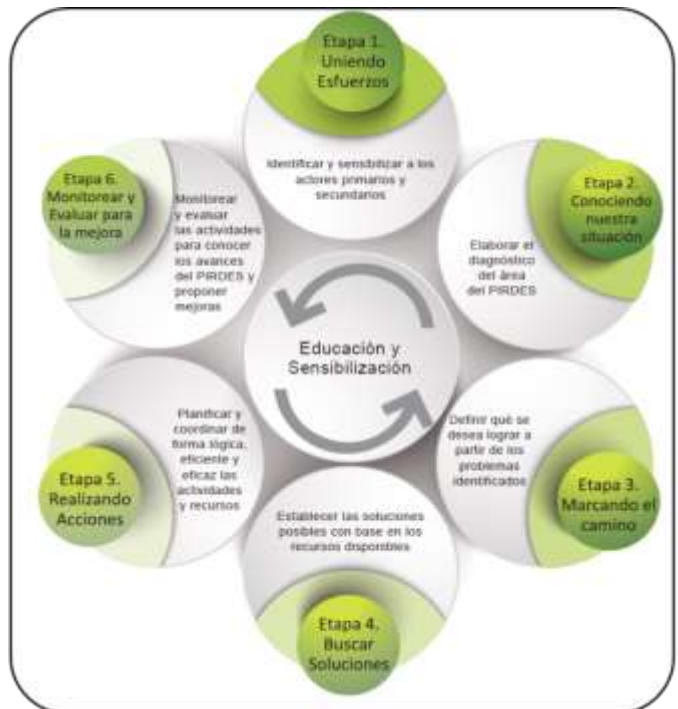 Etapa 1.
Uniendo
Esfuerzos
Identificar y sensibilizar a los
actores primarios y
secundarios
Etapa 2.
Conociendo
nuestra
situación
Elaborar el
diagnóstico
del área
del PIRDES
Etapa 3.
Marcando el
camino
Definir qué se
desea lograr a
partir de los
problemas
identificados
Etapa 4.
Buscar
Soluciones
Establecer las soluciones
posibles con base en los
recursos disponibles
Etapa 5.
Realizando
Acciones
Planificar y
coordinar de
forma lógica,
eficiente y
eficaz las
actividades
y recursos
Etapa 6.
Monitorear y
Evaluar para
la mejora
Monitorear
y evaluar
las actividades
para conocer
los avances
del PIRDES y
proponer
mejoras
Educación y
Sensibilización